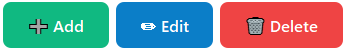 ➕ Add
✏ Edit
🗑 Delete